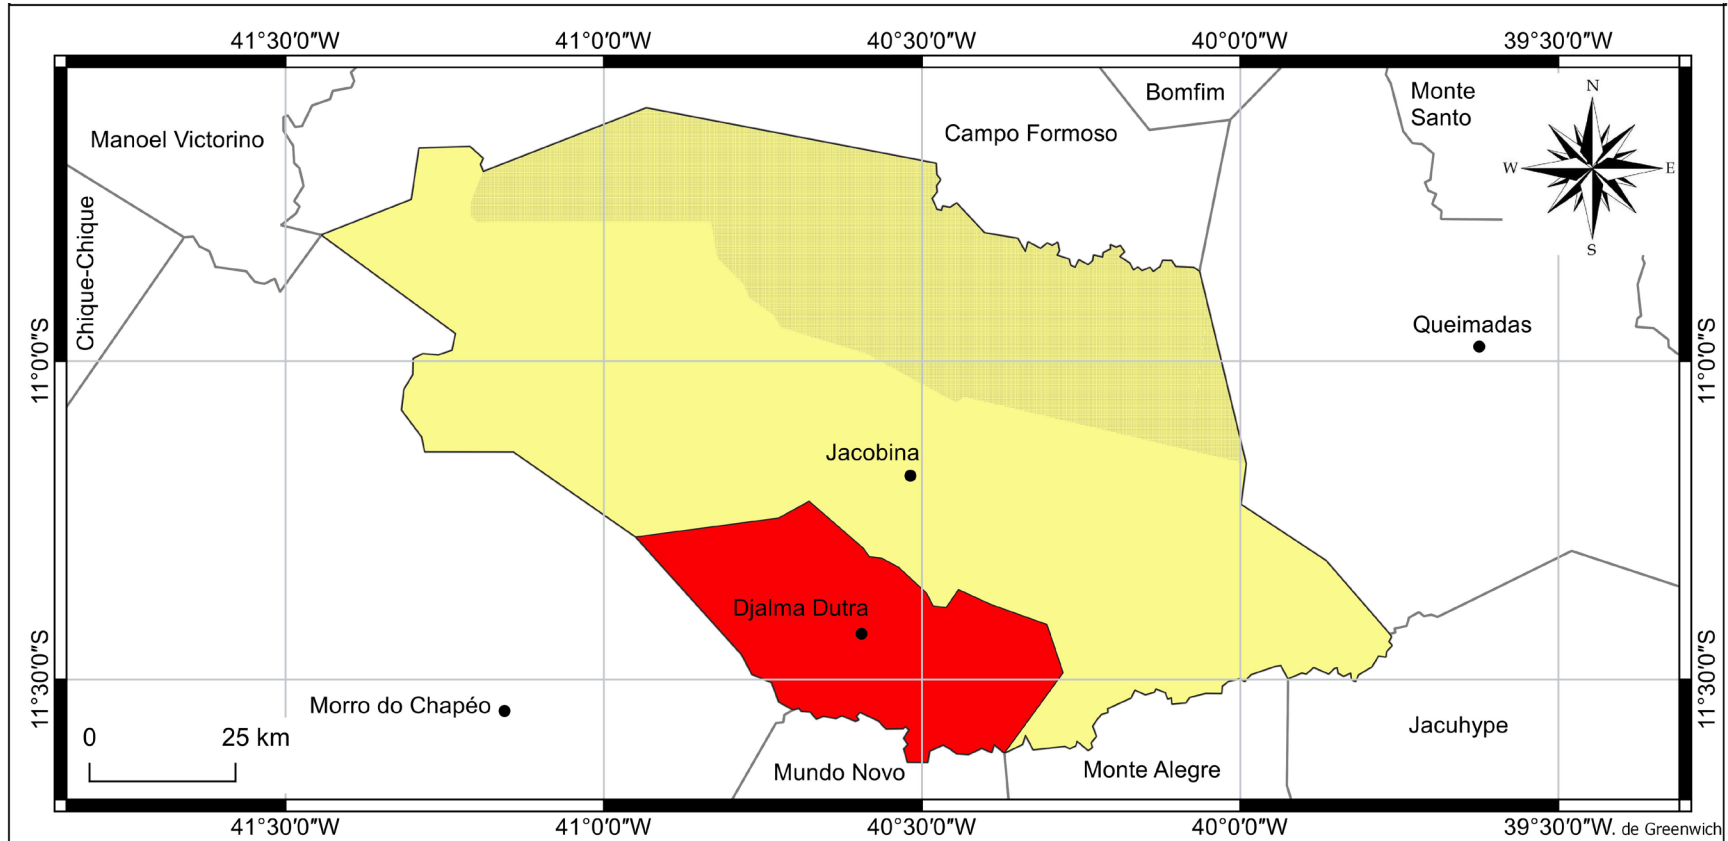 41°30'0"W
41°0'0"W
40°30'0"W
40°0'0"W
39°30'0"W
Manoel Victorino
Chique-Chique
Campo Formoso
Bomfim
Monte
Santo
N
W
E
S
11°0'0"S
11°0'0"S
Queimadas
Jacobina
Djalma Dutra
11°30'0"S
11°30'0"S
Morro do Chapéo
0
25 km
Mundo Novo
Monte Alegre
Jacuhype
41°30'0"W
41°0'0"W
40°30'0"W
40°0'0"W
39°30'0"W. de Greenwich